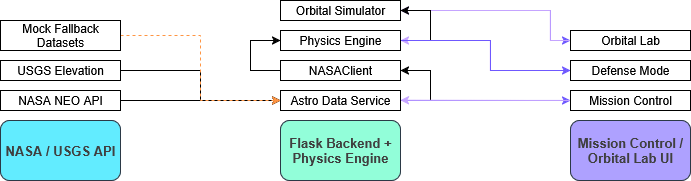 Mock Fallback
Datasets
USGS Elevation
NASA NEO API
NASA / USGS API
Orbital Simulator
Physics Engine
NASAClient
Astro Data Service
Flask Backend +
Physics Engine
Orbital Lab
Defense Mode
Mission Control
Mission Control /
Orbital Lab UI